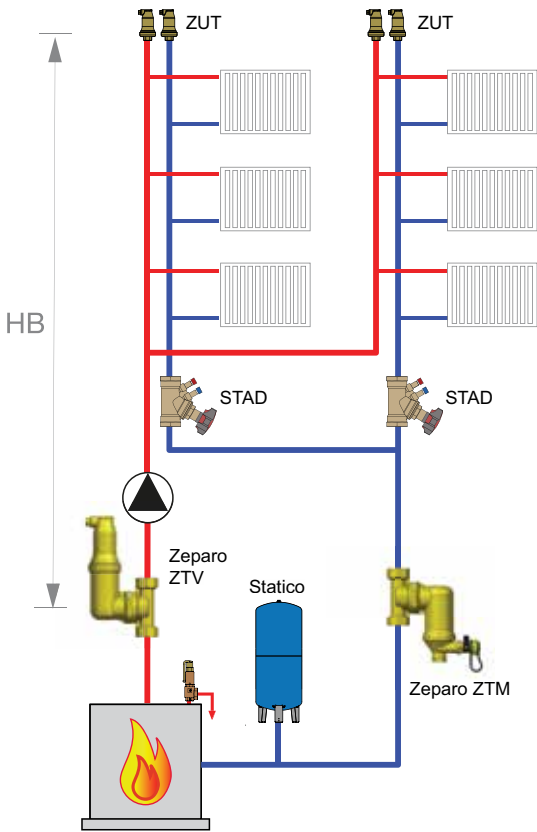 ZUT
ZUT
HB
STAD
STAD
Zeparo
ZTV
Statico
Zeparo ZTM